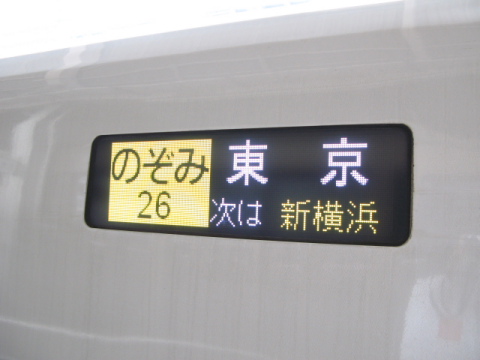 のぞみ 東京
26 次は 新横浜